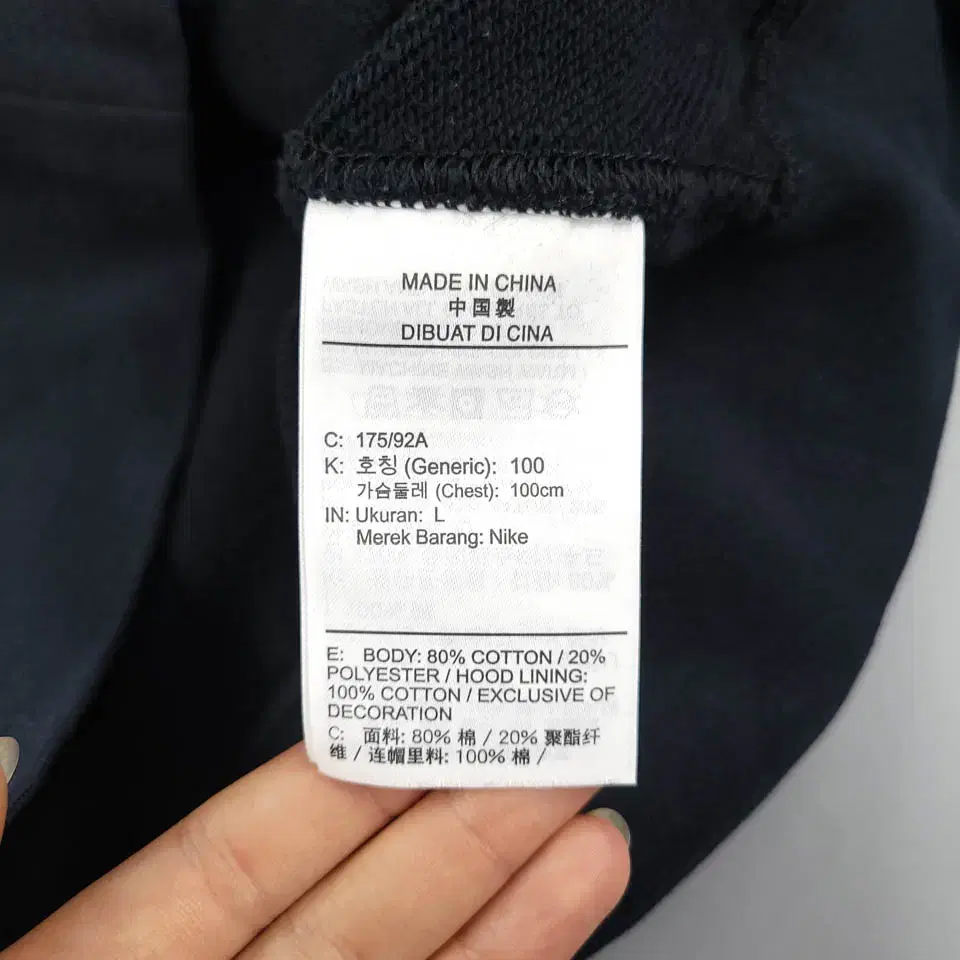 MADE IN CHINA
中国製
DIBUAT DI CINA
C: 175/92A
K: 호칭 (Generic): 100
가슴둘레 (Chest): 100cm
IN: Ukuran: L
Merek Barang: Nike
E: BODY: 80% COTTON / 20%
POLYESTER / HOOD LINING:
100% COTTON / EXCLUSIVE OF
DECORATION
C: 面料: 80% 棉 / 20% 聚酯纤
维 / 连帽里料: 100% 棉 /